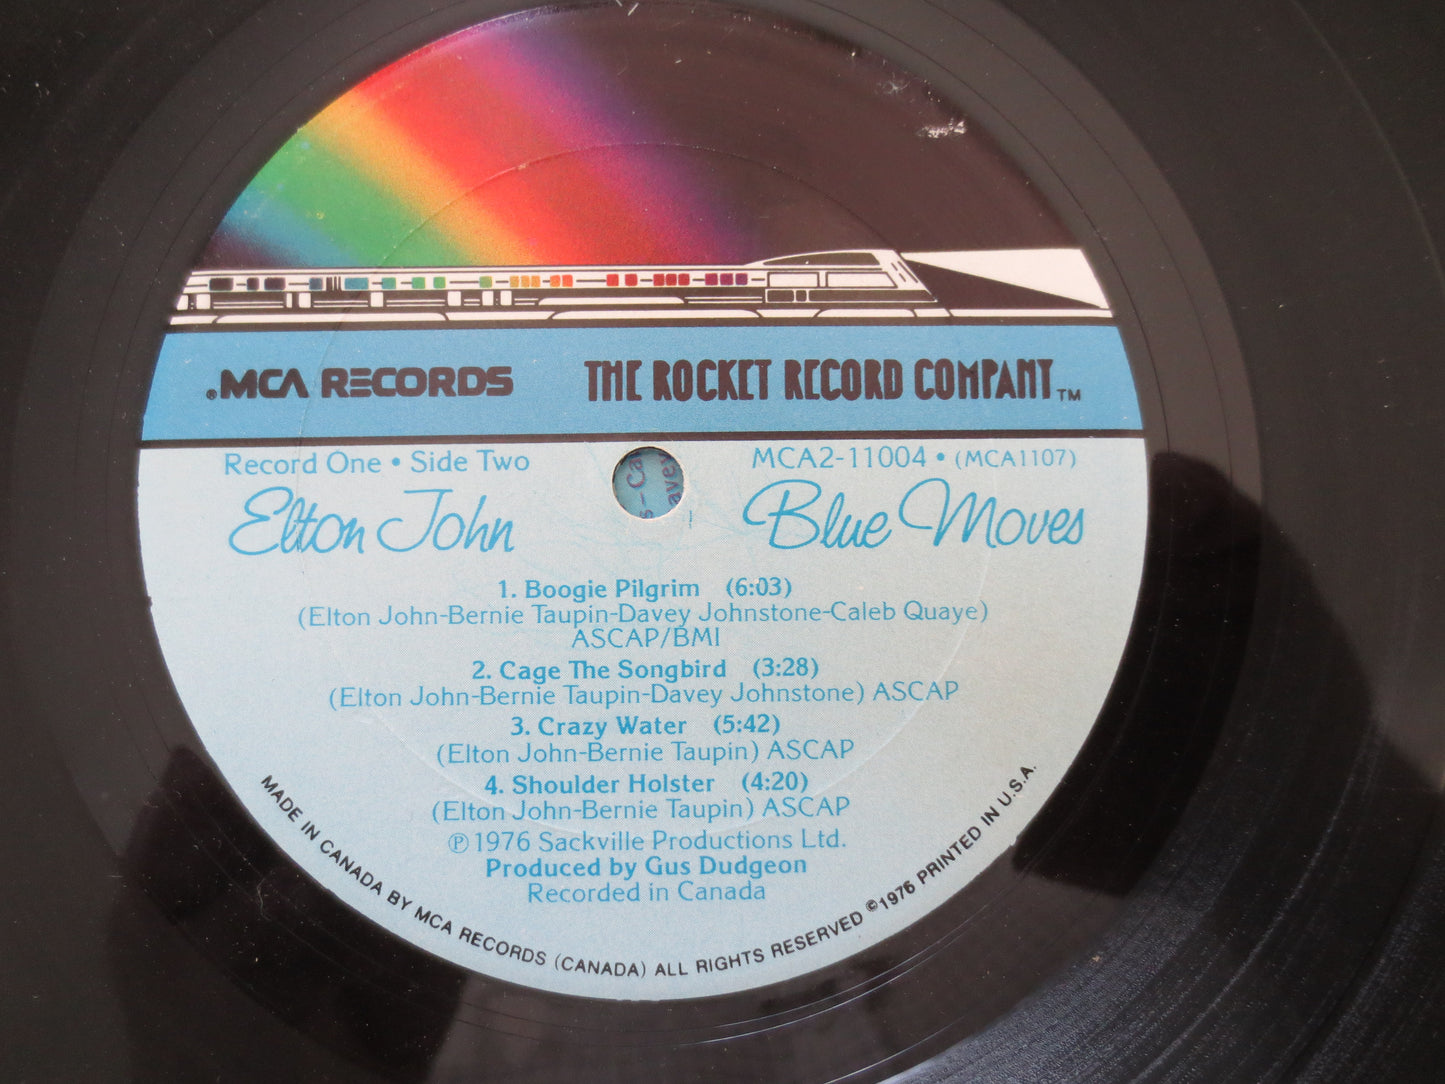 ®.MCA RECORDS THE ROCKET RECORD COMPANY TM
Record One • Side Two MCA2-11004 • (MCA1107)
Elton John Blue Moves
1. Boogie Pilgrim (6:03)
(Elton John-Bernie Taupin-Davey Johnstone-Caleb Quaye)
ASCAP/BMI
2. Cage The Songbird (3:28)
(Elton John-Bernie Taupin-Davey Johnstone) ASCAP
3. Crazy Water (5:42)
(Elton John-Bernie Taupin) ASCAP
4. Shoulder Holster (4:20)
(Elton John-Bernie Taupin) ASCAP
℗1976 Sackville Productions Ltd.
Produced by Gus Dudgeon
Recorded in Canada
MADE IN CANADA BY MCA RECORDS (CANADA) ALL RIGHTS RESERVED ©1976 PRINTED IN U.S.A.